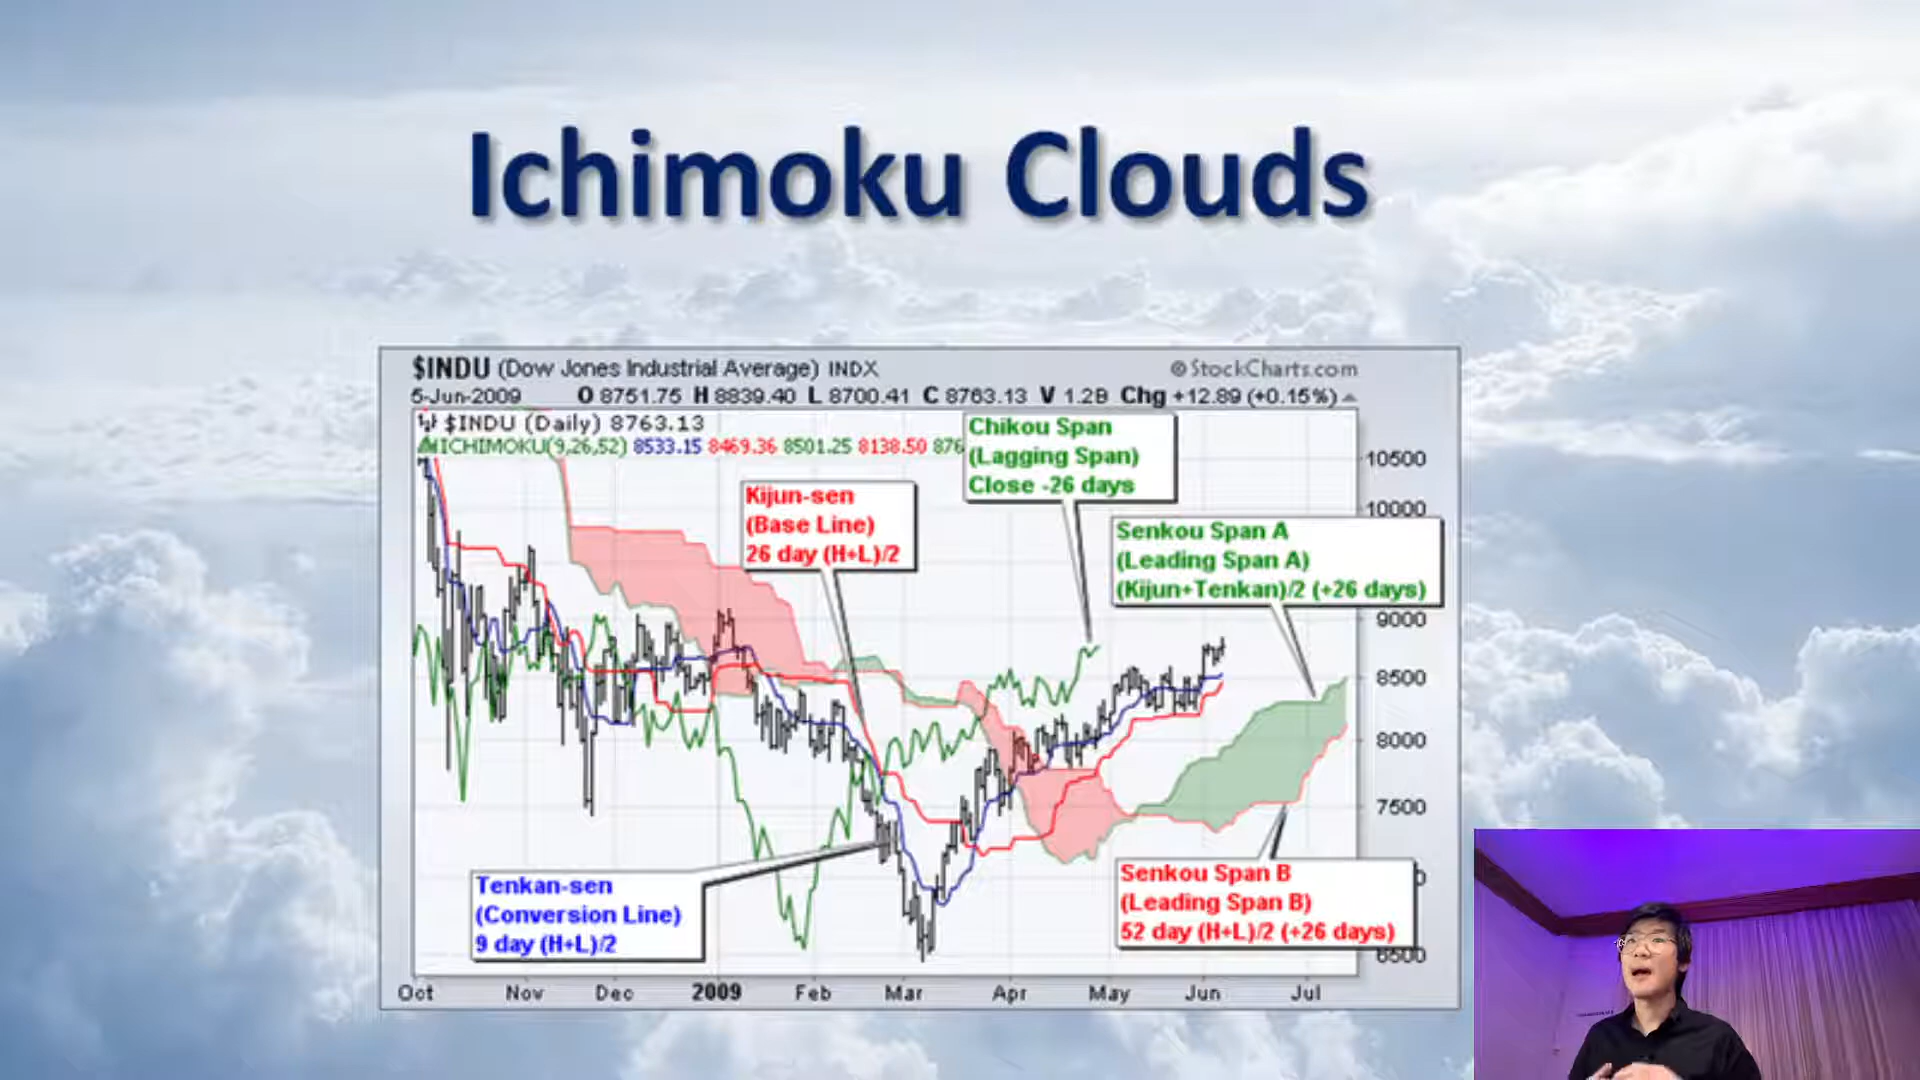 Ichimoku Clouds
$INDU (Dow Jones Industrial Average) INDX
©StockCharts.com
5-Jun-2009
O 8751.75 H 8839.40 L 8700.41 C 8763.13 V 1.2B Chg +12.89 (+0.15%)
$INDU (Daily) 8763.13
ICHIMOKU(9,26,52) 8533.15 8469.36 8501.25 8138.50 876
Chikou Span
(Lagging Span)
Close -26 days
Kijun-sen
(Base Line)
26 day (H+L)/2
Senkou Span A
(Leading Span A)
(Kijun+Tenkan)/2 (+26 days)
10500
10000
9000
8500
8000
7500
6500
Tenkan-sen
(Conversion Line)
9 day (H+L)/2
Senkou Span B
(Leading Span B)
52 day (H+L)/2 (+26 days)
Oct Nov Dec 2009 Feb Mar Apr May Jun Jul